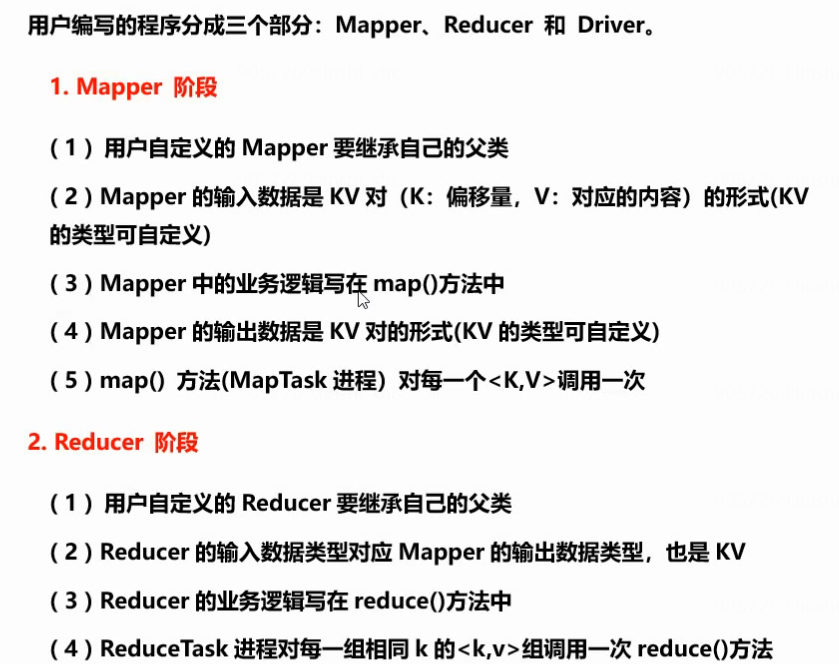 用户编写的程序分成三个部分：Mapper、Reducer 和 Driver。
1. Mapper 阶段
（1）用户自定义的 Mapper 要继承自己的父类
（2）Mapper 的输入数据是 KV 对（K：偏移量，V：对应的内容）的形式(KV
的类型可自定义)
（3）Mapper 中的业务逻辑写在 map()方法中
（4）Mapper 的输出数据是 KV 对的形式(KV 的类型可自定义)
（5）map() 方法(MapTask 进程）对每一个<K,V>调用一次
2. Reducer 阶段
（1）用户自定义的 Reducer 要继承自己的父类
（2）Reducer 的输入数据类型对应 Mapper 的输出数据类型，也是 KV
（3）Reducer 的业务逻辑写在 reduce()方法中
（4）ReduceTask 进程对每一组相同 k 的<k,v>组调用一次 reduce()方法